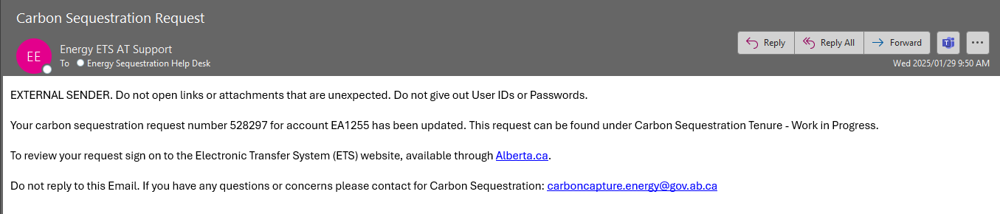 Carbon Sequestration Request
EE
Energy ETS AT Support
To Energy Sequestration Help Desk
Reply
Reply All
Forward
Wed 2025/01/29 9:50 AM
EXTERNAL SENDER. Do not open links or attachments that are unexpected. Do not give out User IDs or Passwords.
Your carbon sequestration request number 528297 for account EA1255 has been updated. This request can be found under Carbon Sequestration Tenure - Work in Progress.
To review your request sign on to the Electronic Transfer System (ETS) website, available through Alberta.ca.
Do not reply to this Email. If you have any questions or concerns please contact for Carbon Sequestration: carboncapture.energy@gov.ab.ca